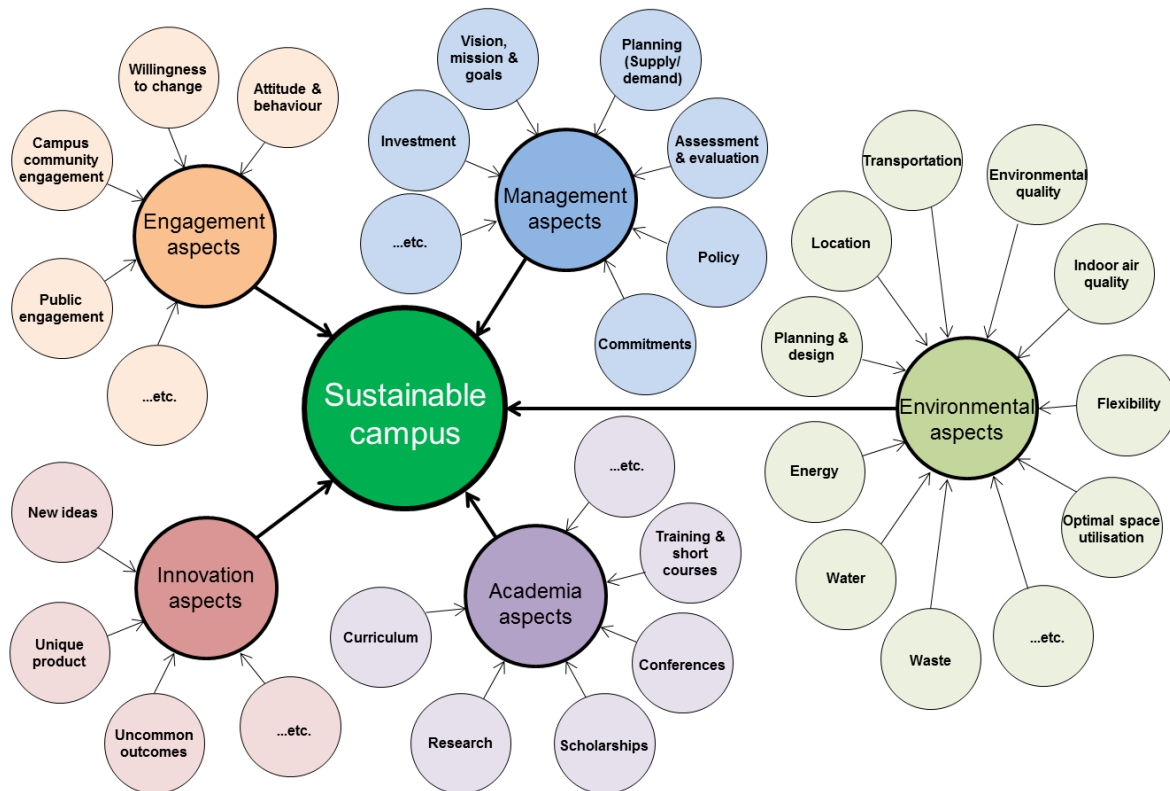 Willingness
to change
Attitude &
behaviour
Campus
community
engagement
Engagement
aspects
Public
engagement
...etc.
Vision,
mission &
goals
Planning
(Supply/
demand)
Investment
Assessment
& evaluation
Management
aspects
...etc.
Policy
Commitments
Transportation
Environmental
quality
Location
Indoor air
quality
Planning &
design
Environmental
aspects
Flexibility
Energy
Optimal space
utilisation
Water
Waste
...etc.
Sustainable
campus
New ideas
Innovation
aspects
Unique
product
Uncommon
outcomes
...etc.
...etc.
Training &
short
courses
Academia
aspects
Curriculum
Conferences
Research
Scholarships